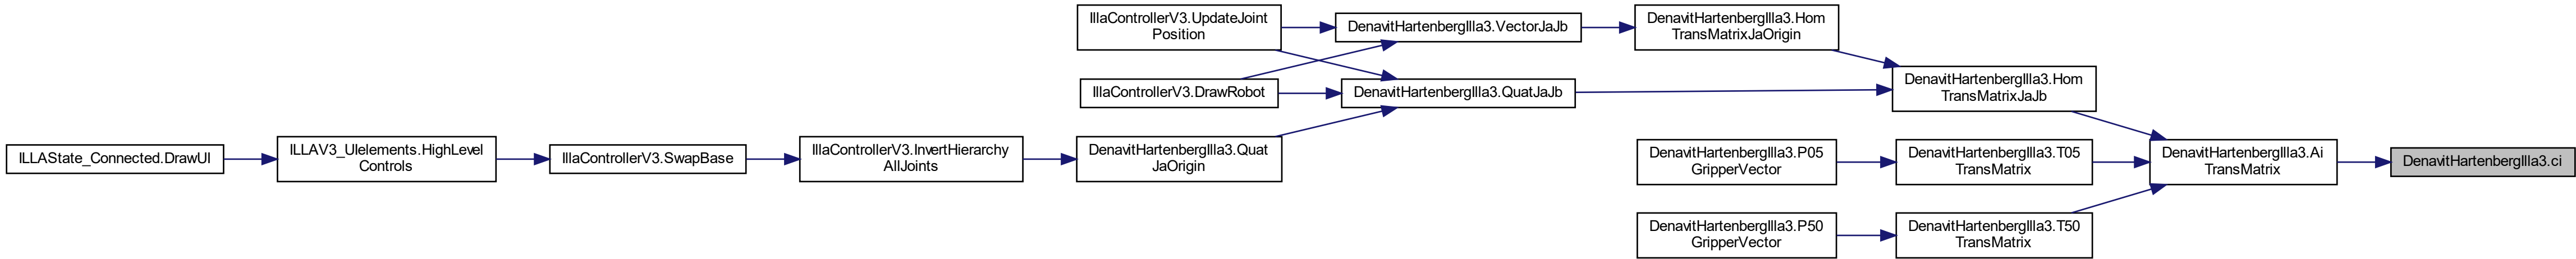 IllaControllerV3.UpdateJoint
Position
DenavitHartenbergIlla3.VectorJaJb
DenavitHartenbergIlla3.Hom
TransMatrixJaOrigin
IllaControllerV3.DrawRobot
DenavitHartenbergIlla3.QuatJaJb
DenavitHartenbergIlla3.Hom
TransMatrixJaJb
ILLAState_Connected.DrawUI
ILLAV3_UIelements.HighLevel
Controls
IllaControllerV3.SwapBase
IllaControllerV3.InvertHierarchy
AllJoints
DenavitHartenbergIlla3.Quat
JaOrigin
DenavitHartenbergIlla3.P05
GripperVector
DenavitHartenbergIlla3.T05
TransMatrix
DenavitHartenbergIlla3.Ai
TransMatrix
DenavitHartenbergIlla3.ci
DenavitHartenbergIlla3.P50
GripperVector
DenavitHartenbergIlla3.T50
TransMatrix